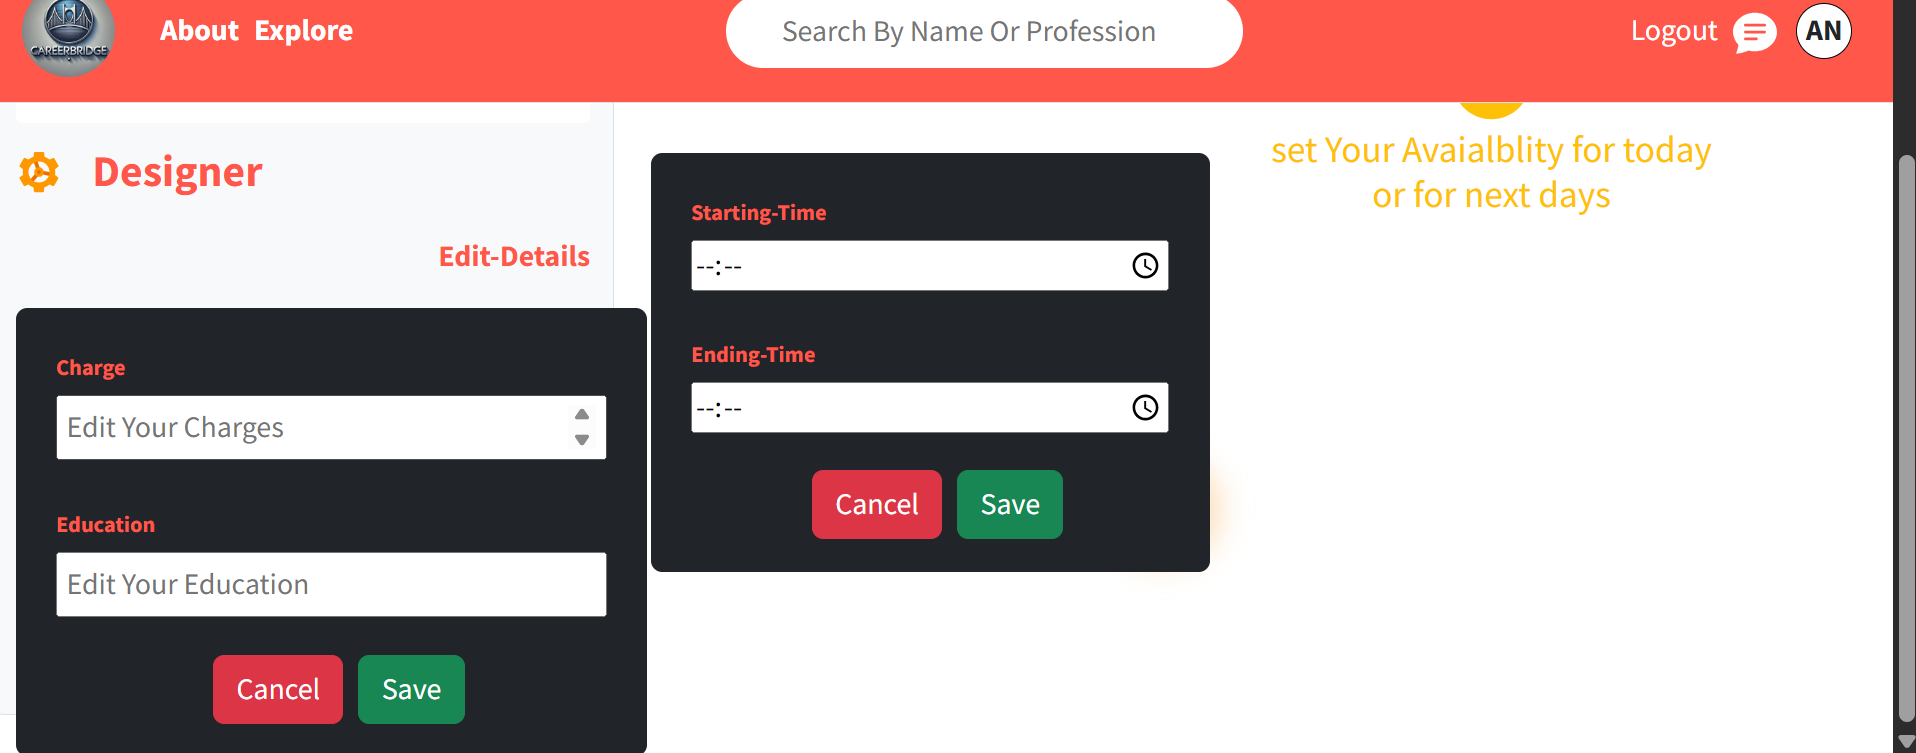 CAREERBRIDGE
About Explore
Search By Name Or Profession
Logout
AN
Designer
Edit-Details
Charge
Edit Your Charges
Education
Edit Your Education
Cancel Save
Starting-Time
--:--
Ending-Time
--:--
Cancel Save
set Your Avaialblity for today
or for next days